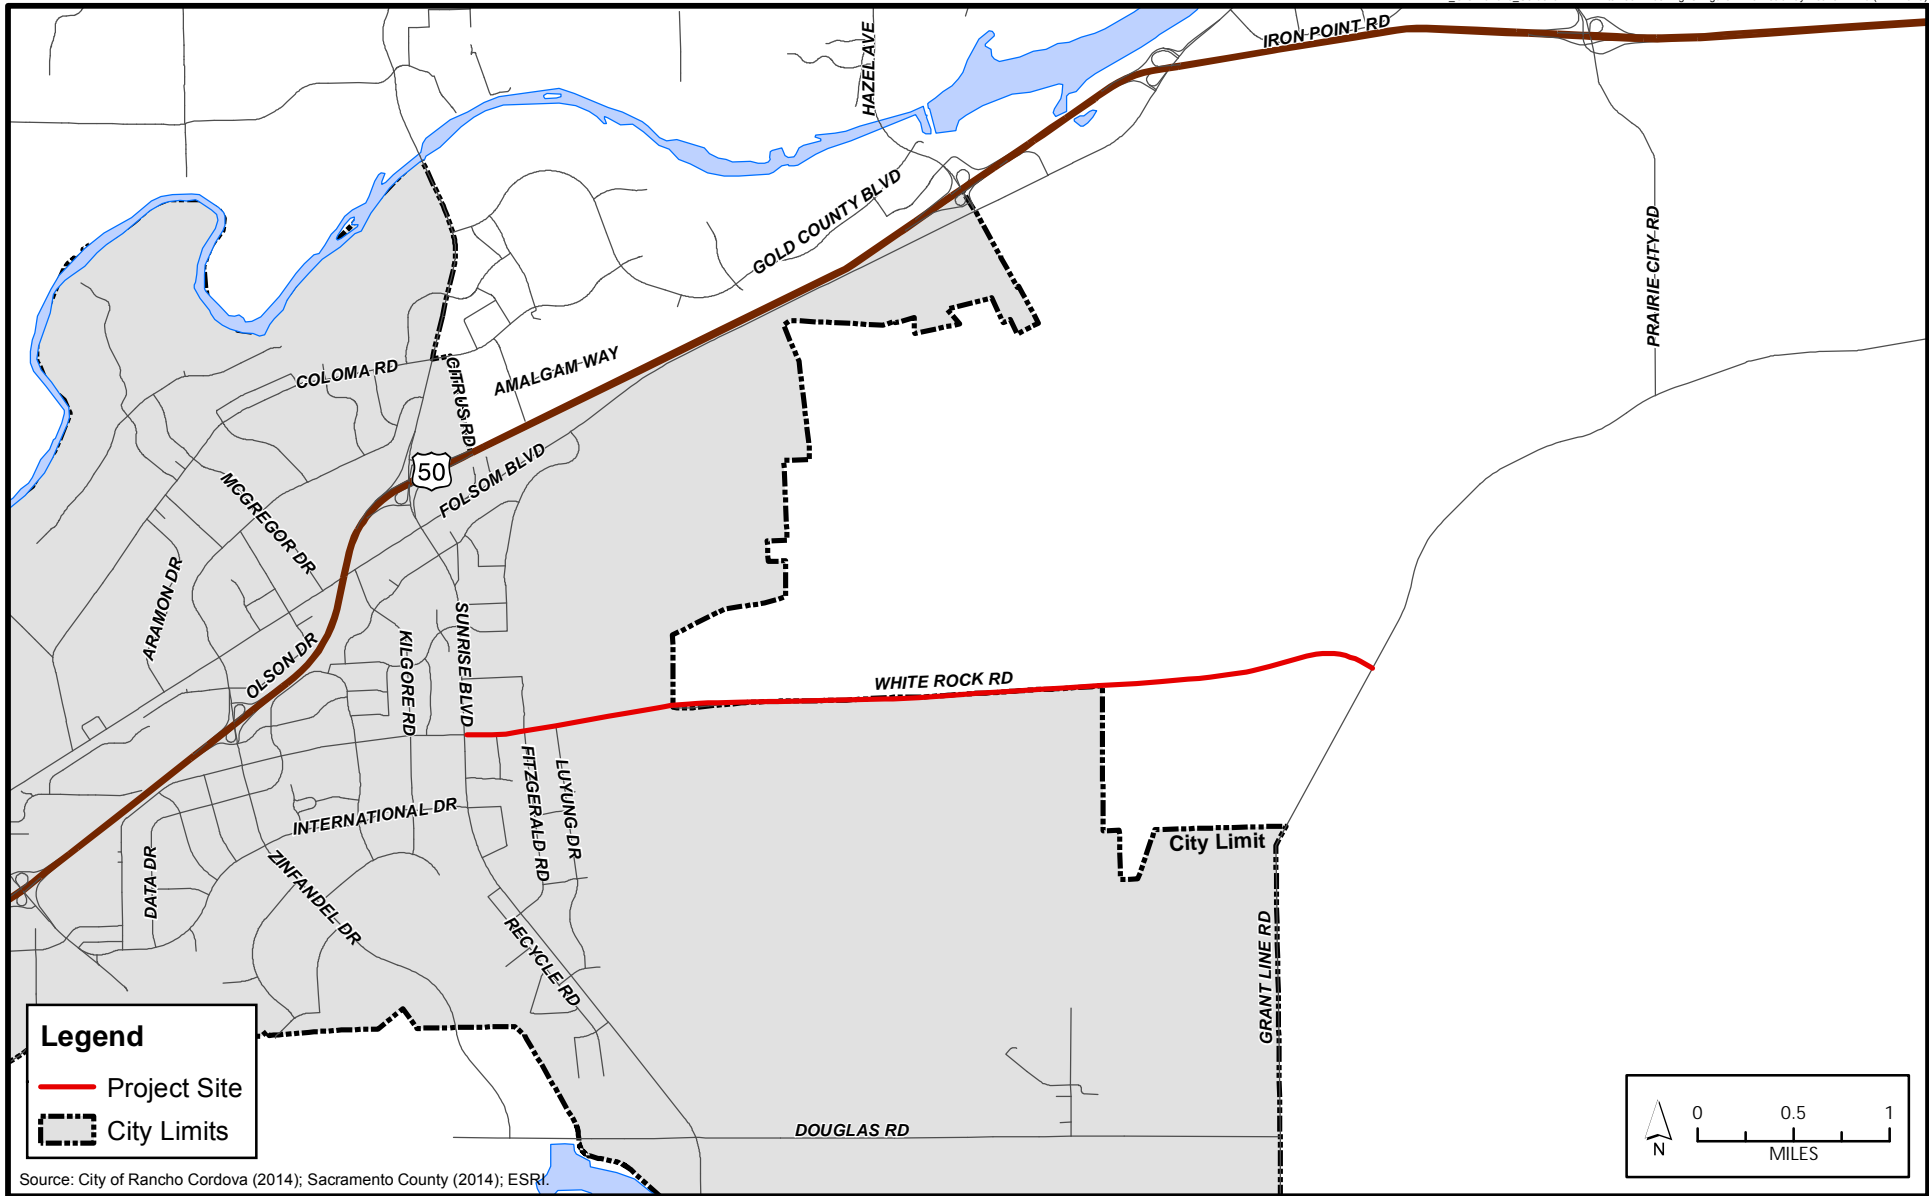 IRON POINT RD
HAZEL AVE
GOLD COUNTY BLVD
PRAIRIE CITY RD
COLOMA RD
CITRUS RD
AMALGAM WAY
50
FOLSOM BLVD
MCGREGOR DR
ARAMON DR
OLSON DR
KILGORE RD
SUNRISE BLVD
WHITE ROCK RD
FITZGERALD RD
LUYUNG DR
INTERNATIONAL DR
City Limit
DATA DR
ZINFANDEL DR
RECYCLE RD
GRANT LINE RD
DOUGLAS RD
Legend
Project Site
City Limits
Source: City of Rancho Cordova (2014); Sacramento County (2014); ESRI.
N
0 0.5 1
MILES